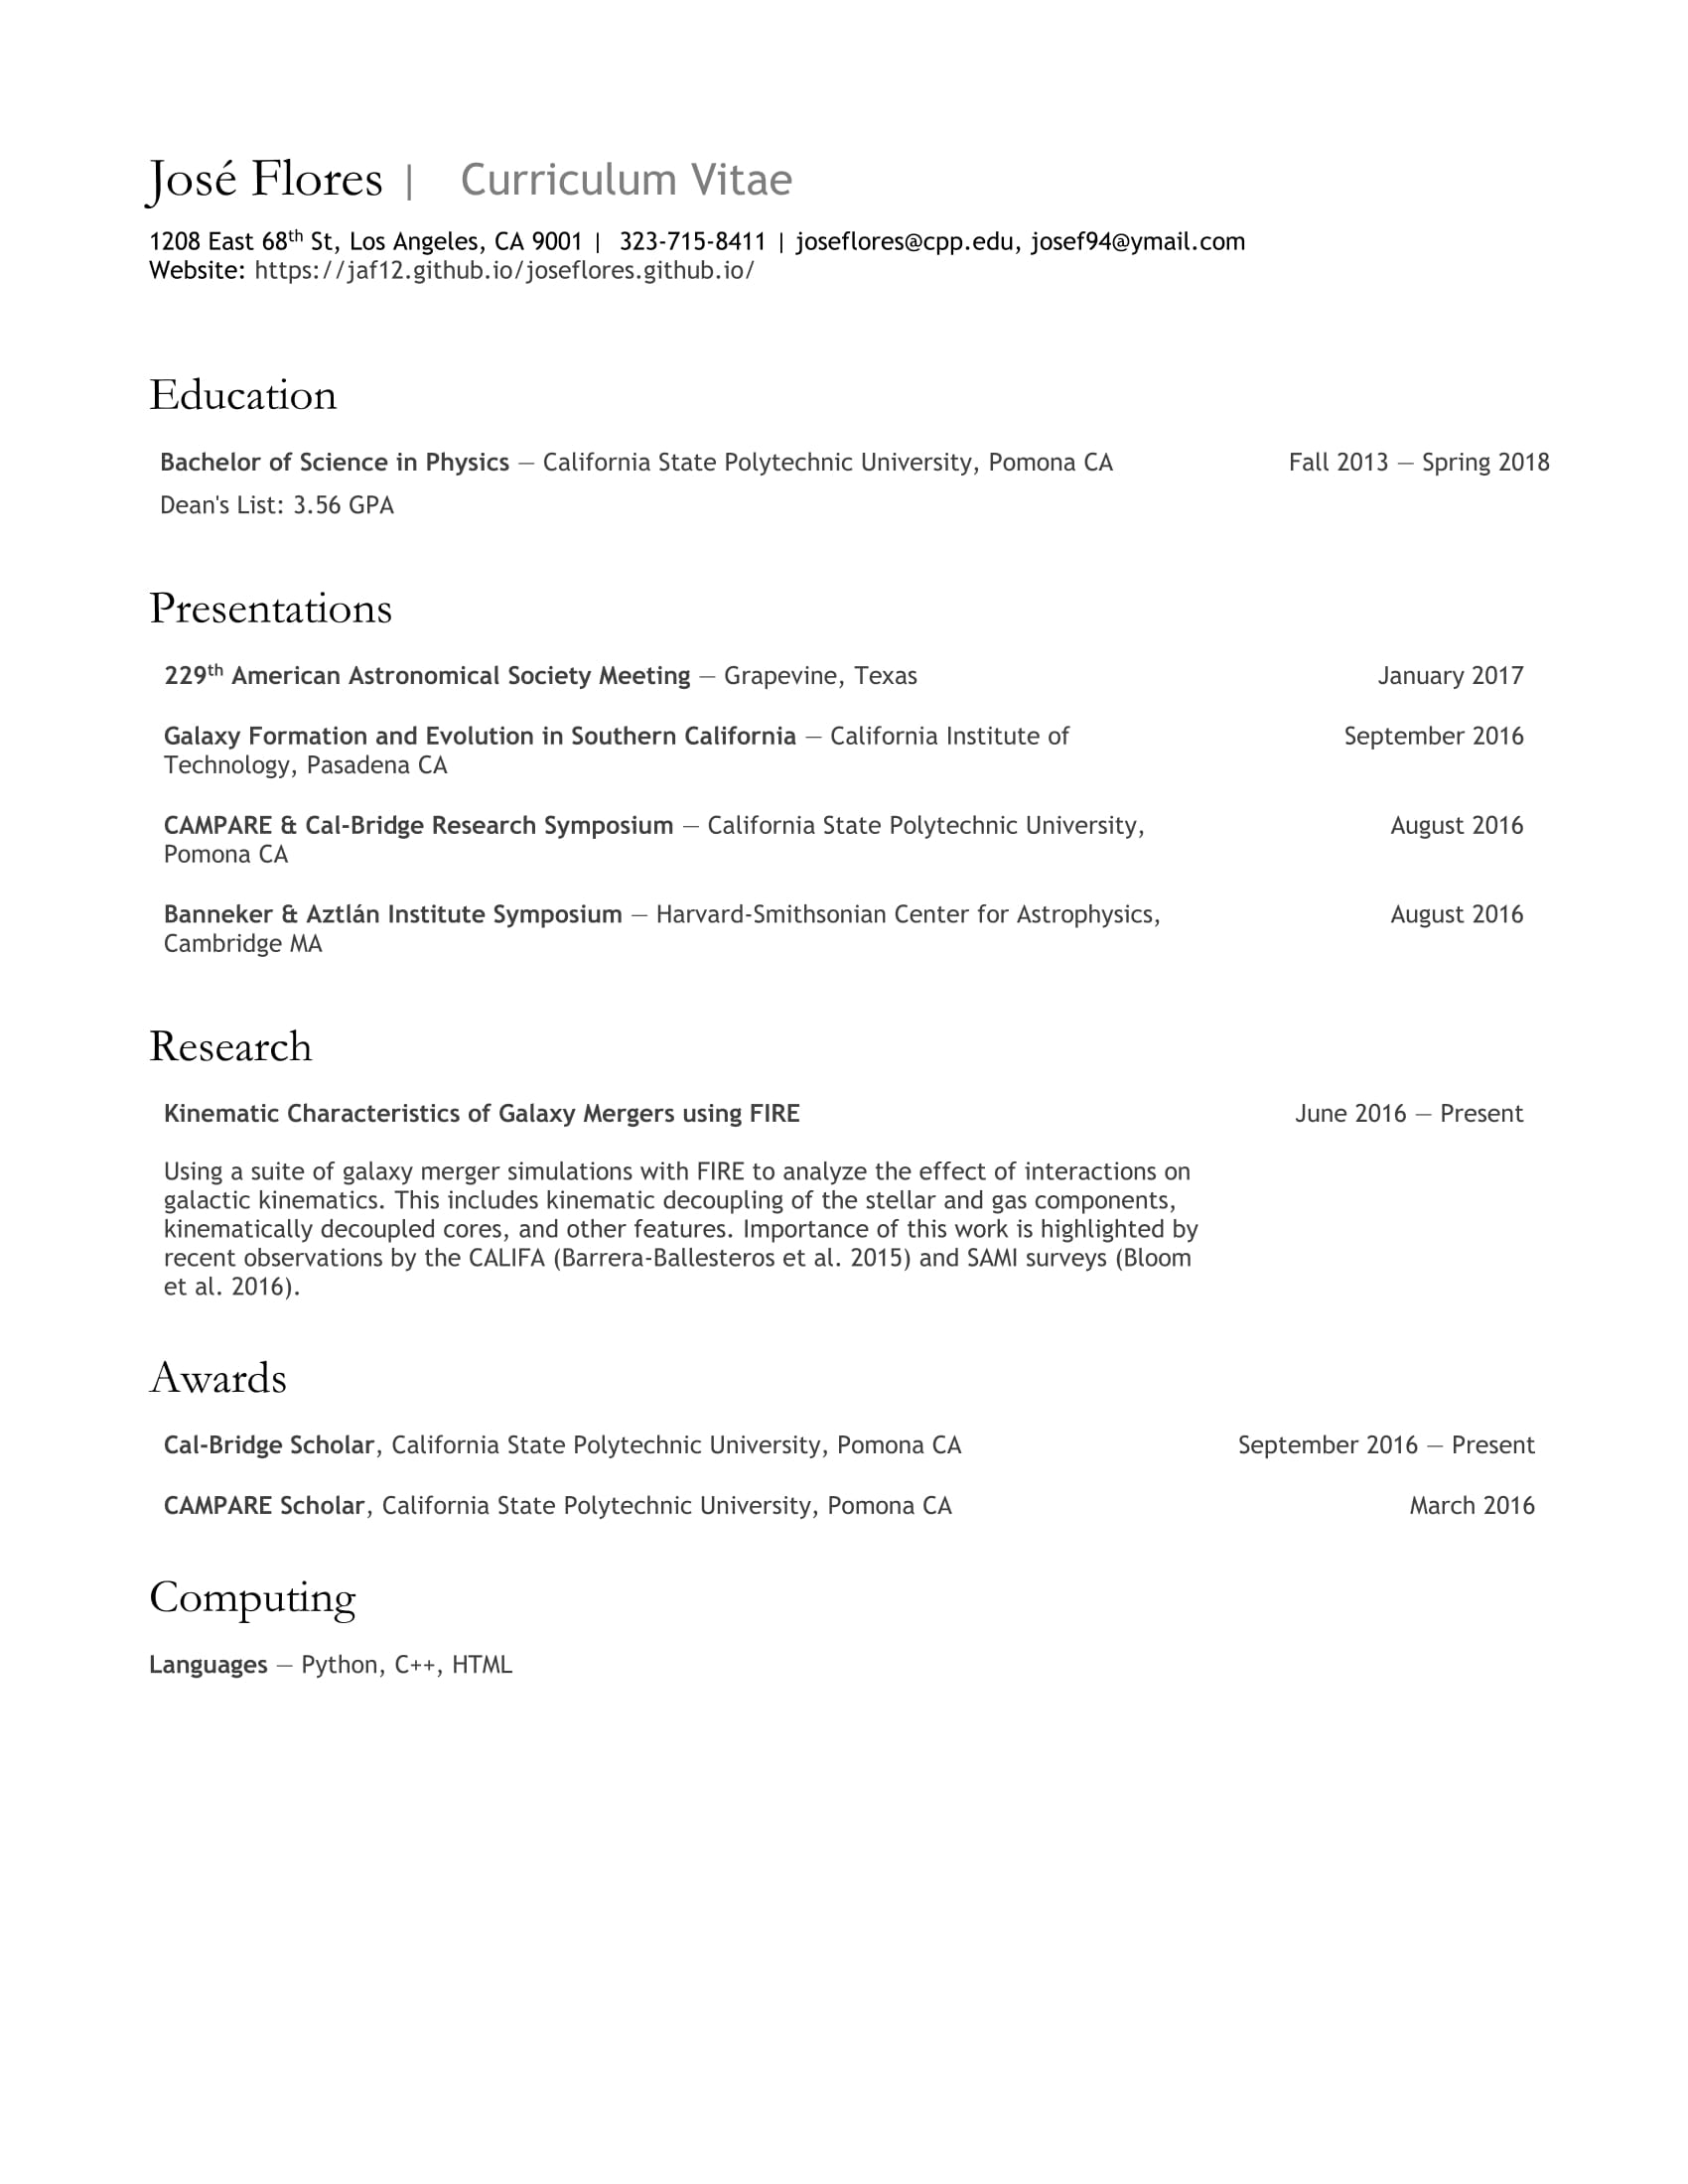 José Flores | Curriculum Vitae
1208 East 68th St, Los Angeles, CA 9001 | 323-715-8411 | joseflores@cpp.edu, josef94@ymail.com
Website: https://jaf12.github.io/joseflores.github.io/
Education
Bachelor of Science in Physics — California State Polytechnic University, Pomona CA Fall 2013 — Spring 2018
Dean's List: 3.56 GPA
Presentations
229th American Astronomical Society Meeting — Grapevine, Texas January 2017
Galaxy Formation and Evolution in Southern California — California Institute of September 2016
Technology, Pasadena CA
CAMPARE & Cal-Bridge Research Symposium — California State Polytechnic University, August 2016
Pomona CA
Banneker & Aztlán Institute Symposium — Harvard-Smithsonian Center for Astrophysics, August 2016
Cambridge MA
Research
Kinematic Characteristics of Galaxy Mergers using FIRE June 2016 — Present
Using a suite of galaxy merger simulations with FIRE to analyze the effect of interactions on
galactic kinematics. This includes kinematic decoupling of the stellar and gas components,
kinematically decoupled cores, and other features. Importance of this work is highlighted by
recent observations by the CALIFA (Barrera-Ballesteros et al. 2015) and SAMI surveys (Bloom
et al. 2016).
Awards
Cal-Bridge Scholar, California State Polytechnic University, Pomona CA September 2016 — Present
CAMPARE Scholar, California State Polytechnic University, Pomona CA March 2016
Computing
Languages — Python, C++, HTML